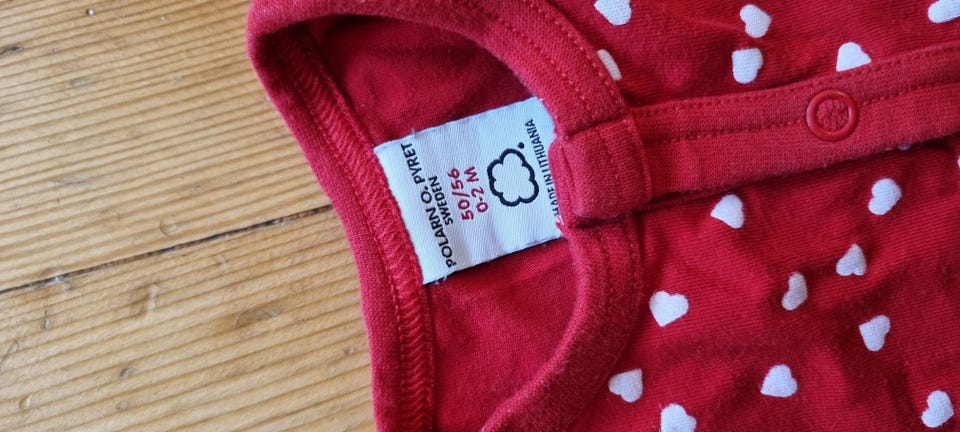 POLARN O. PYRET
SWEDEN
50/56
0-2 M
MADE IN LITHUANIA